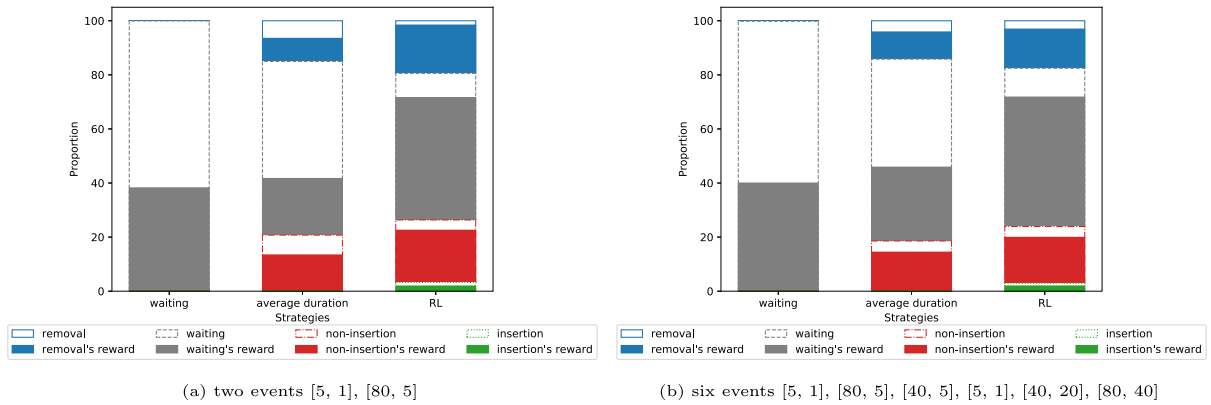 100
80
60
40
20
0
Proportion
waiting
average duration
RL
Strategies
removal
waiting
non-insertion
insertion
removal's reward
waiting's reward
non-insertion's reward
insertion's reward
(a) two events [5, 1], [80, 5]
100
80
60
40
20
0
Proportion
waiting
average duration
RL
Strategies
removal
waiting
non-insertion
insertion
removal's reward
waiting's reward
non-insertion's reward
insertion's reward
(b) six events [5, 1], [80, 5], [40, 5], [5, 1], [40, 20], [80, 40]